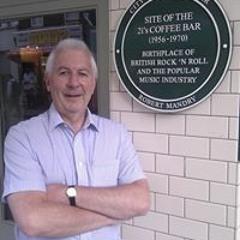 SITE OF THE
2i's COFFEE BAR
(1956-1970)
BIRTHPLACE OF
BRITISH ROCK 'N ROLL
AND THE POPULAR
MUSIC INDUSTRY
ROBERT MANDRY